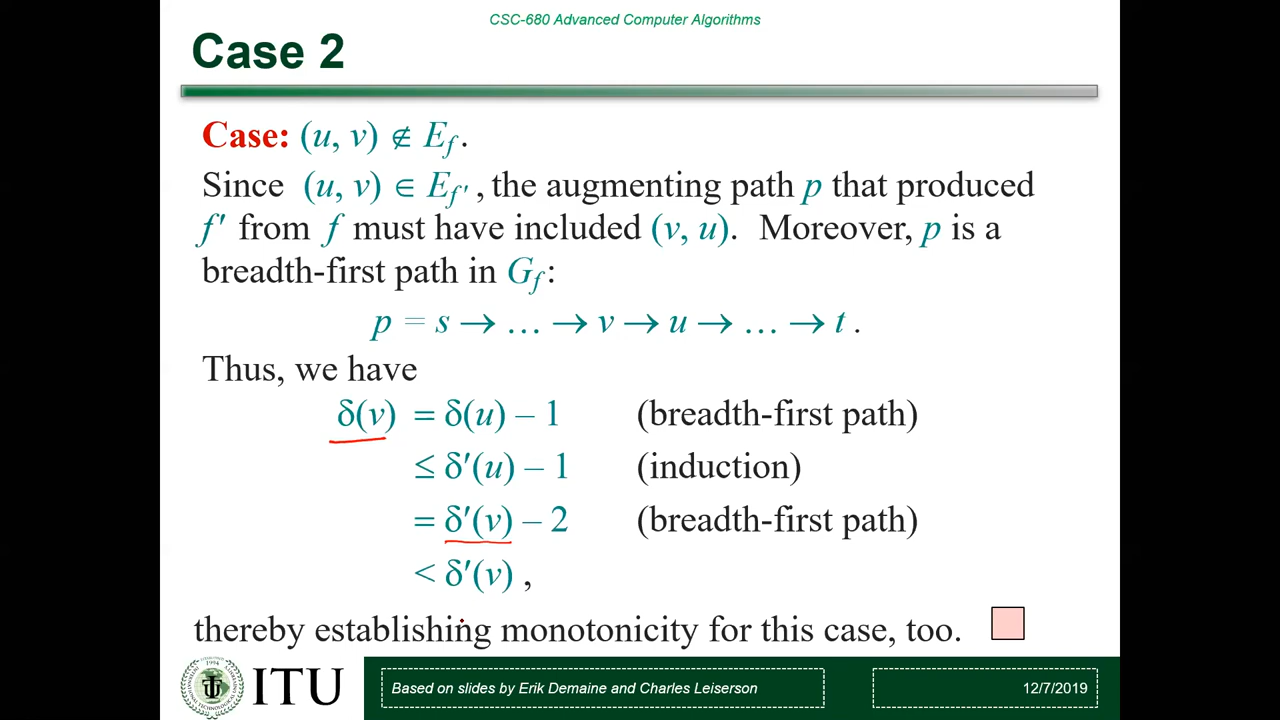 CSC-680 Advanced Computer Algorithms
Case 2
Case: (u, v) ∉ E_f.
Since (u, v) ∈ E_f′, the augmenting path p that produced
f′ from f must have included (v, u). Moreover, p is a
breadth-first path in G_f:
p = s → … → v → u → … → t.
Thus, we have
δ(v) = δ(u) – 1 (breadth-first path)
≤ δ′(u) – 1 (induction)
= δ′(v) – 2 (breadth-first path)
< δ′(v),
thereby establishing monotonicity for this case, too.
1994
ITU
Based on slides by Erik Demaine and Charles Leiserson
12/7/2019